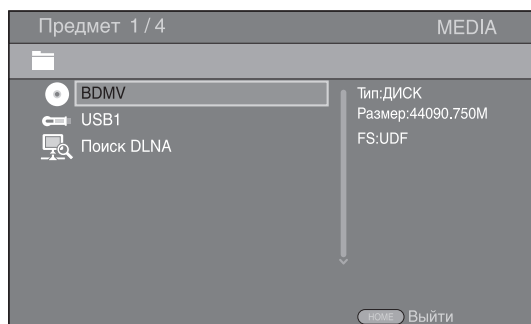 Предмет 1/4 MEDIA
BDMV
USB1
Поиск DLNA
Тип:ДИСК
Размер:44090.750M
FS:UDF
HOME Выйти